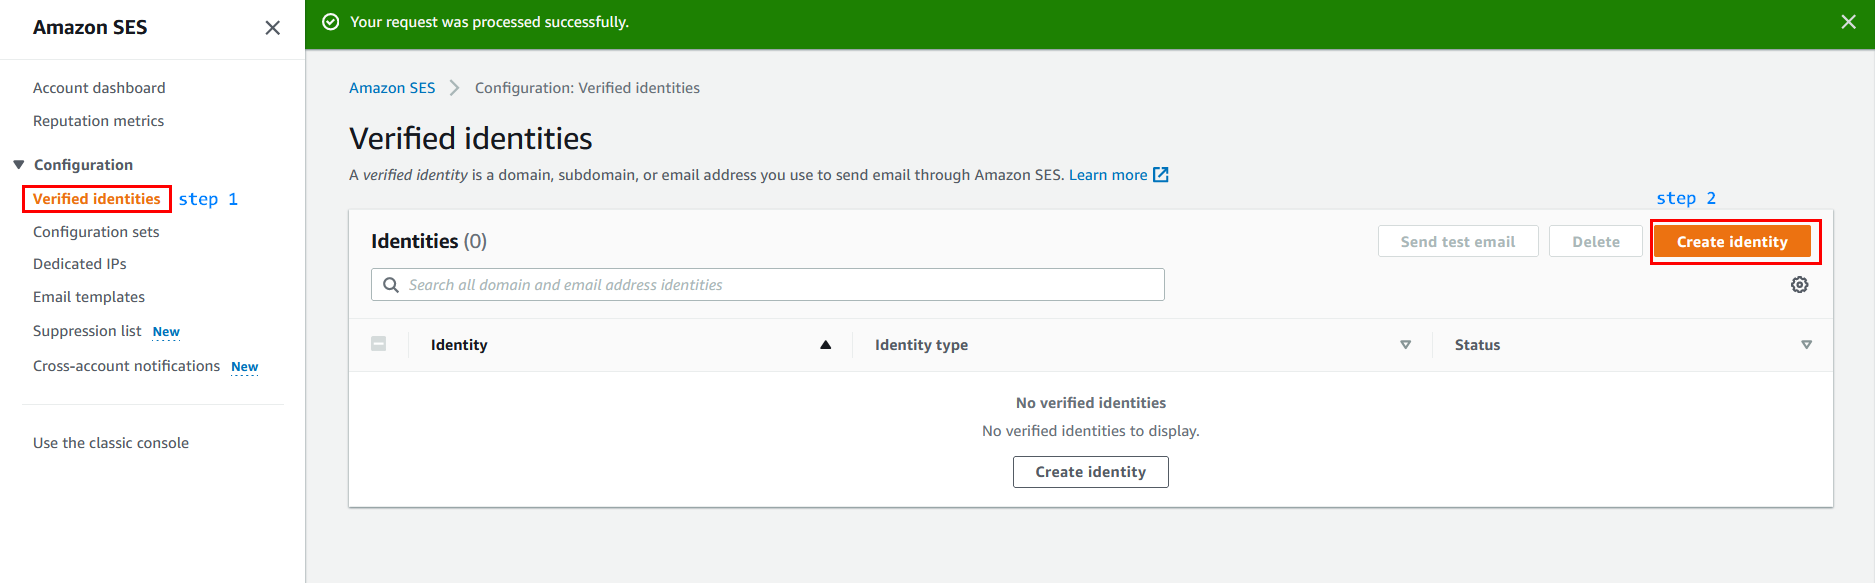 Amazon SES
Your request was processed successfully.
Account dashboard
Reputation metrics
Configuration
Verified identities step 1
Configuration sets
Dedicated IPs
Email templates
Suppression list New
Cross-account notifications New
Use the classic console
Amazon SES Configuration: Verified identities
Verified identities
A verified identity is a domain, subdomain, or email address you use to send email through Amazon SES. Learn more
step 2
Identities (0) Send test email Delete Create identity
Search all domain and email address identities
Identity Identity type Status
No verified identities
No verified identities to display.
Create identity